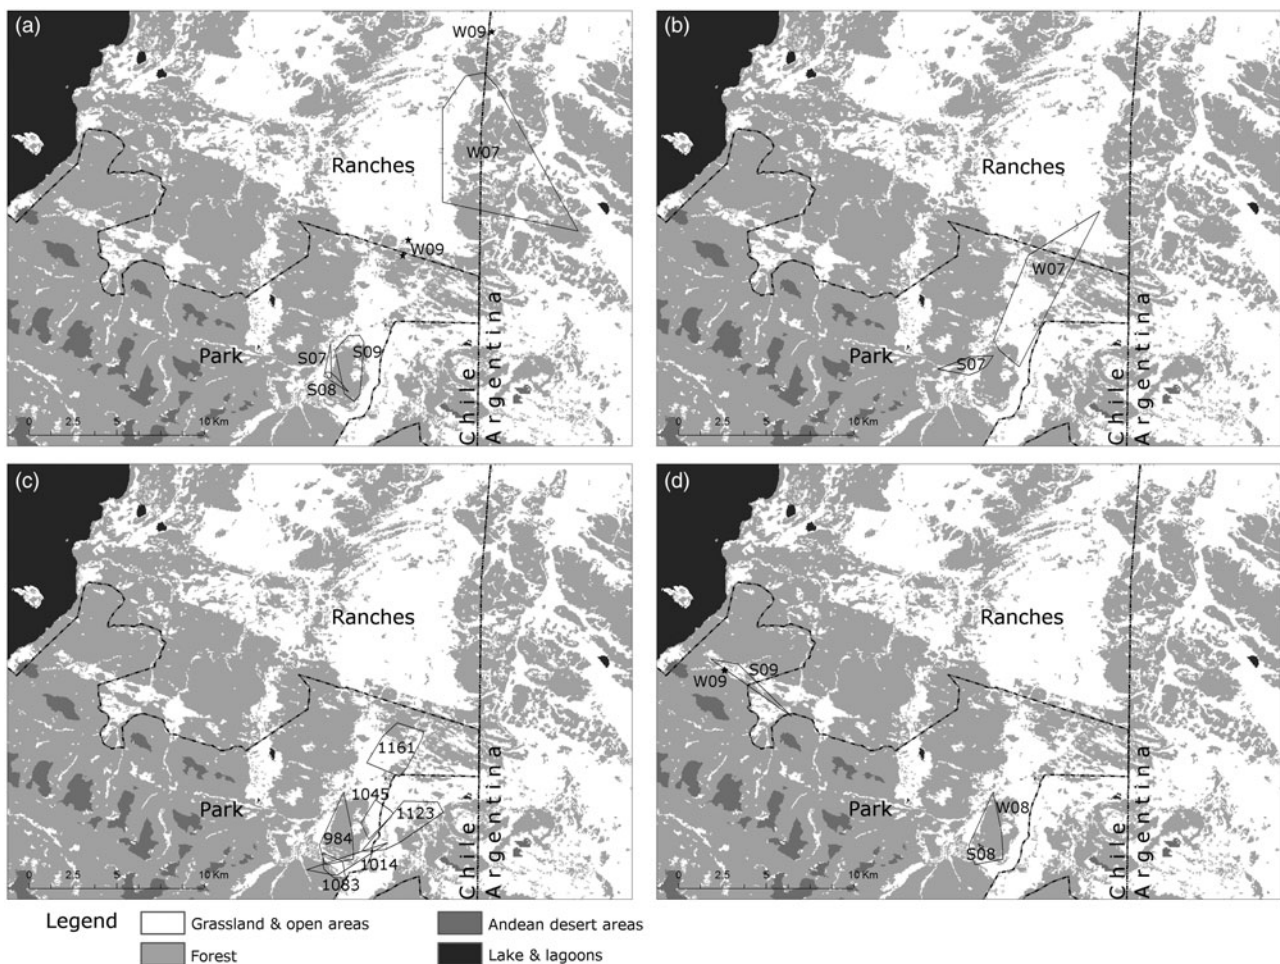 (a)
W09
W07
Ranches
W09
Park
S07
S09
S08
0 2.5 5 10 Km
Chile
Argentina
(b)
Ranches
W07
Park
S07
0 2.5 5 10 Km
Chile
Argentina
(c)
Ranches
1161
Park
1045
1123
984
1014
1083
0 2.5 5 10 Km
Chile
Argentina
(d)
Ranches
S09
W09
Park
W08
S08
0 2.5 5 10 Km
Chile
Argentina
Legend
Grassland & open areas
Andean desert areas
Forest
Lake & lagoons